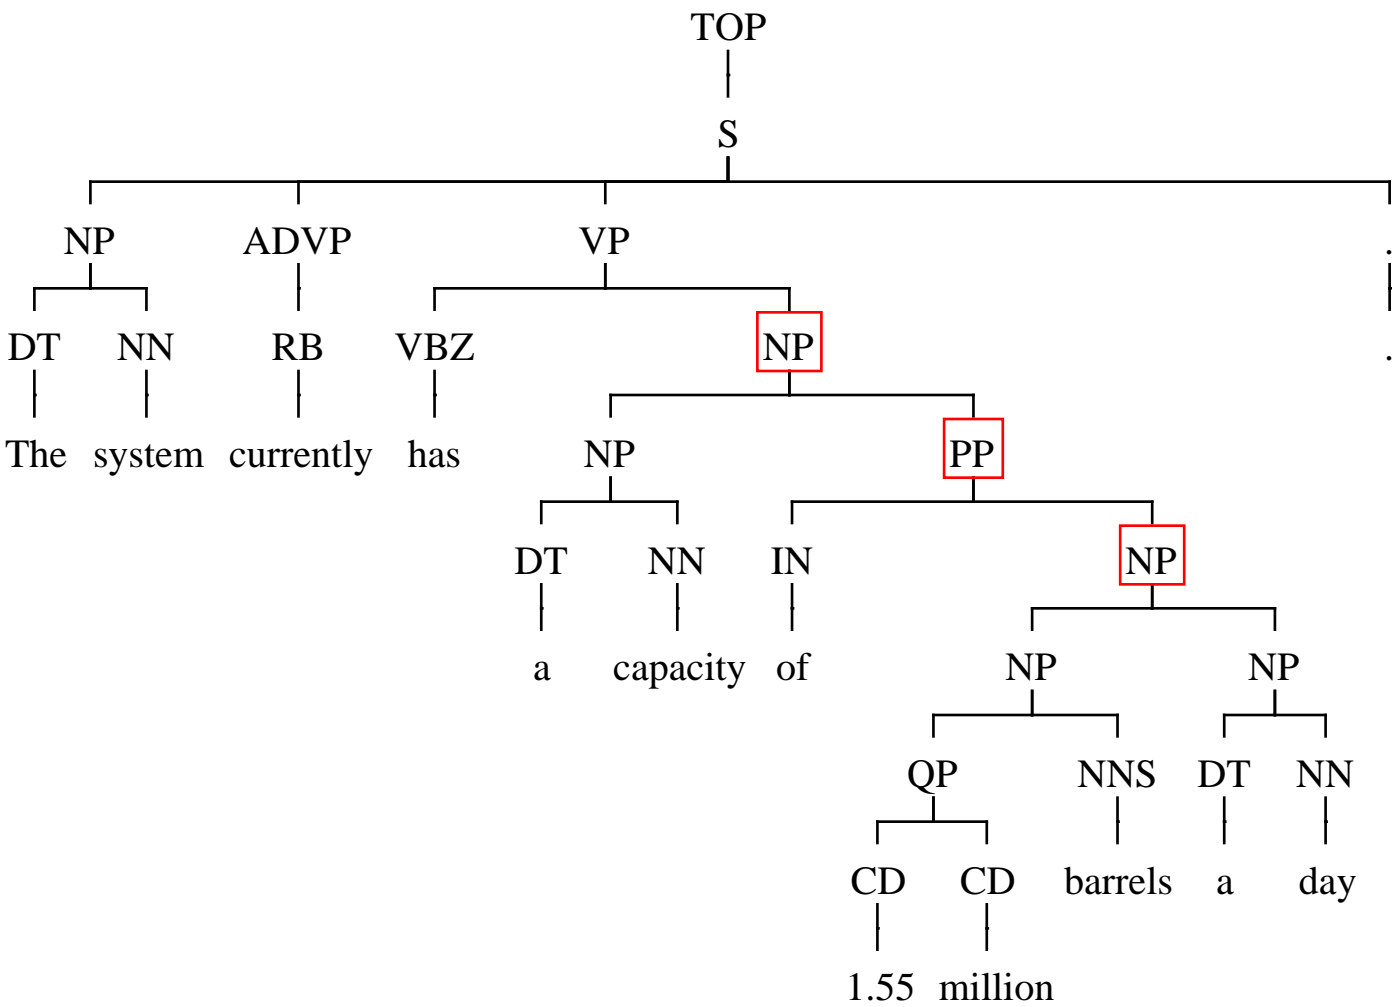 TOP
S
NP ADVP VP .
DT NN RB VBZ NP .
The system currently has NP PP
DT NN IN NP
a capacity of NP NP
QP NNS DT NN
CD CD barrels a day
1.55 million